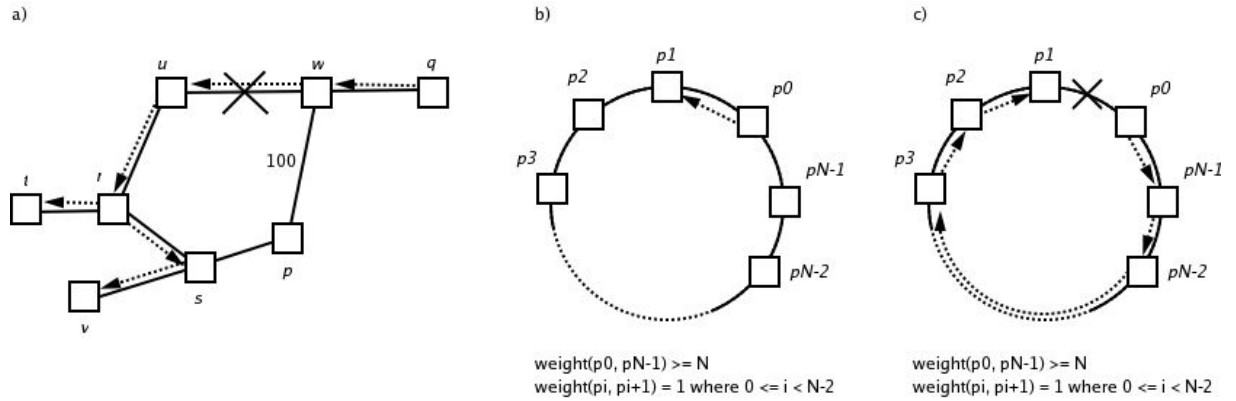 a)
b)
c)
u
w
q
100
t
r
s
p
v
p1
p2
p0
p3
pN-1
pN-2
weight(p0, pN-1) >= N
weight(pi, pi+1) = 1 where 0 <= i < N-2
p1
p2
p0
p3
pN-1
pN-2
weight(p0, pN-1) >= N
weight(pi, pi+1) = 1 where 0 <= i < N-2